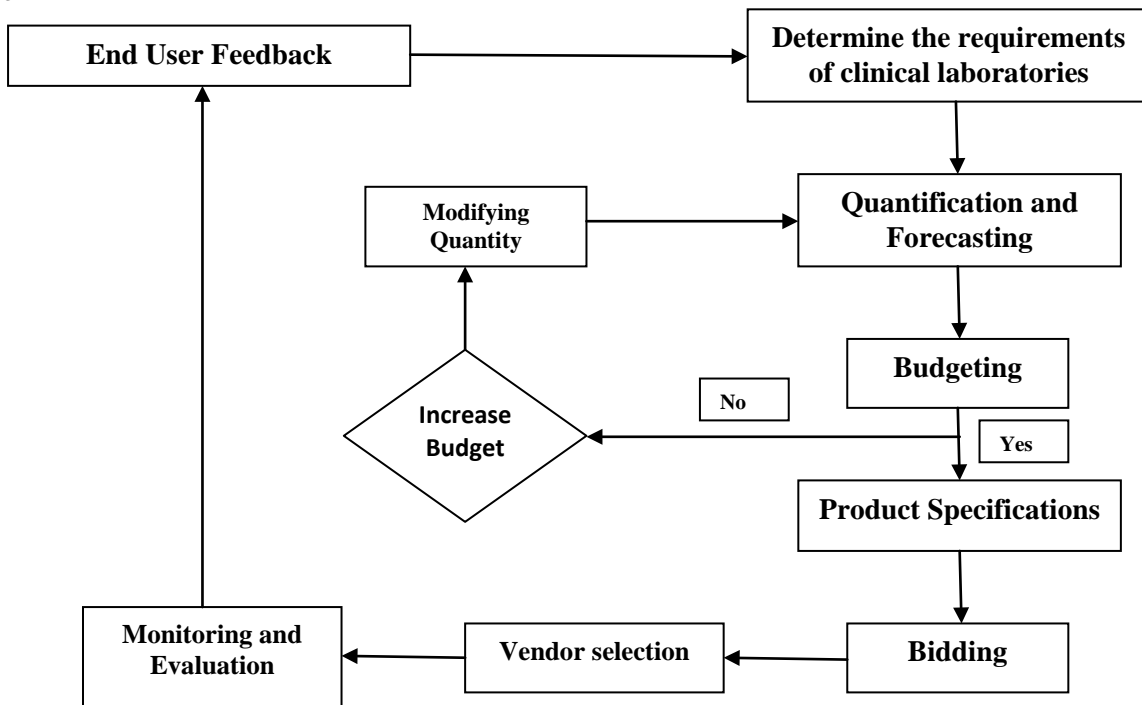 End User Feedback
Determine the requirements
of clinical laboratories
Modifying
Quantity
Quantification and
Forecasting
Budgeting
No
Increase
Budget
Yes
Product Specifications
Monitoring and
Evaluation
Vendor selection
Bidding